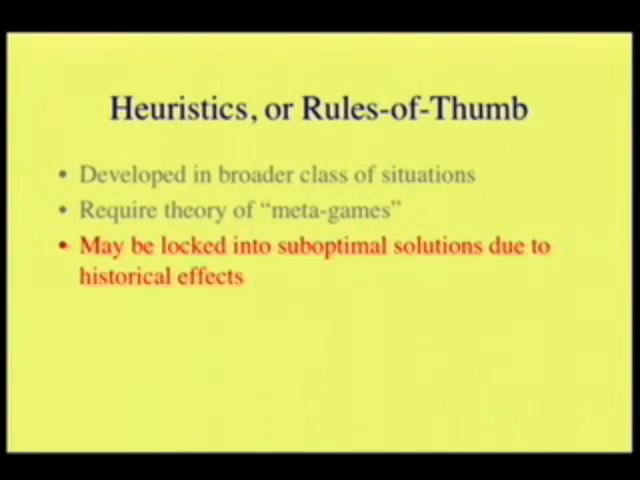 Heuristics, or Rules-of-Thumb
• Developed in broader class of situations
• Require theory of “meta-games”
• May be locked into suboptimal solutions due to
historical effects